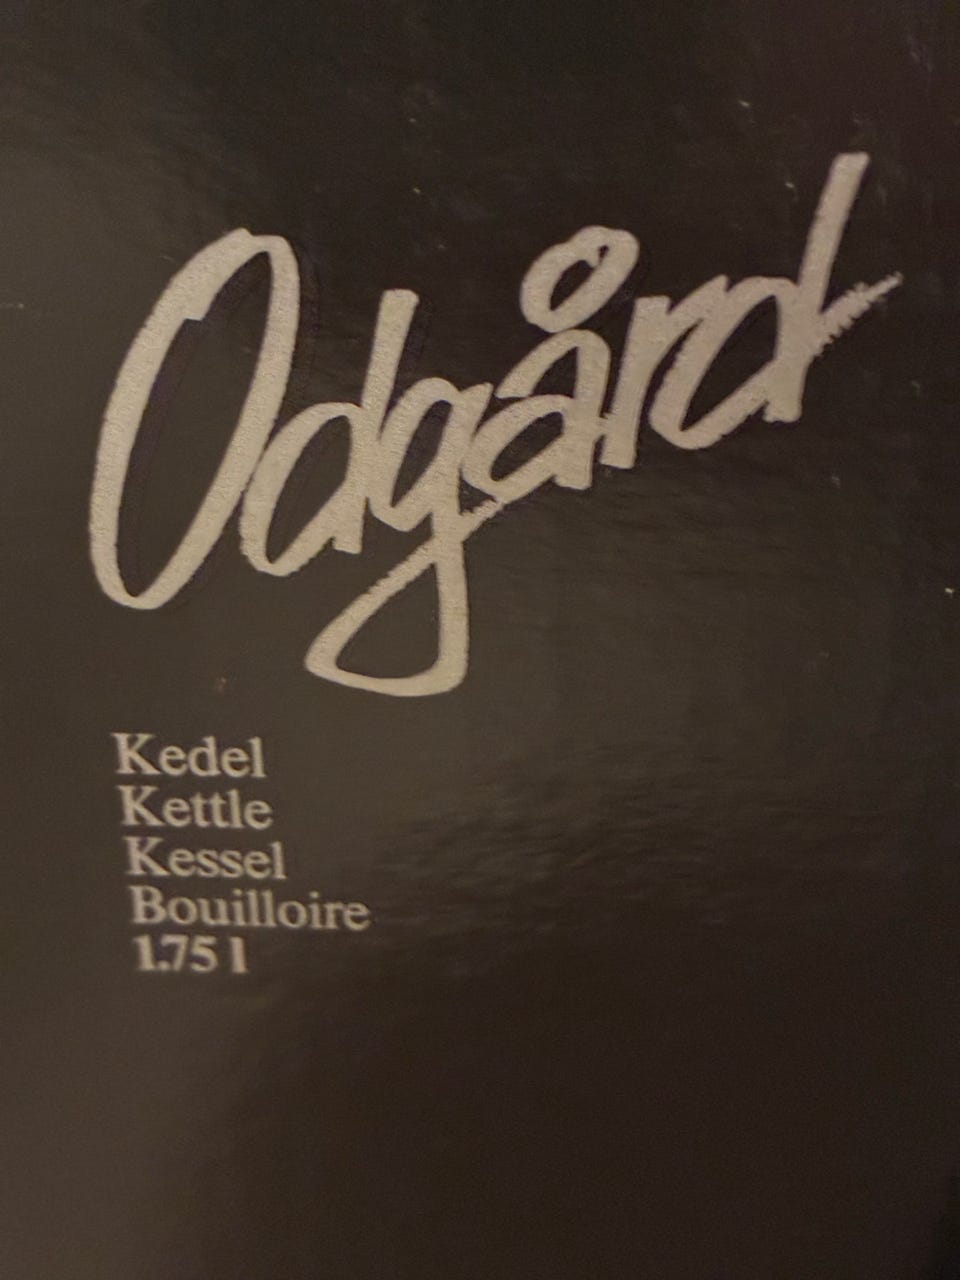 Odgård
Kedel
Kettle
Kessel
Bouilloire
1.75 l